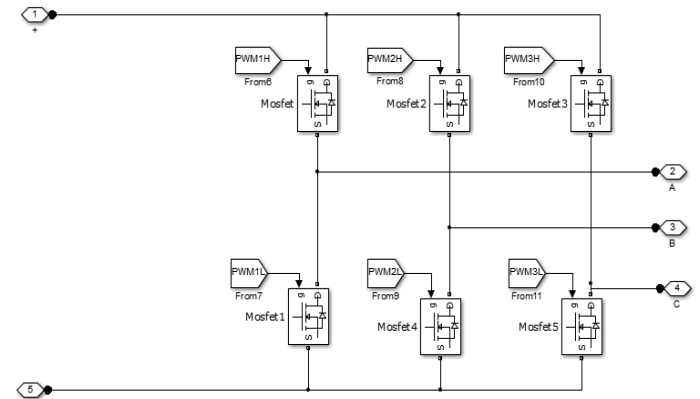 1
+
PWM1H
PWM2H
PWM3H
From6
From8
From10
g D
g D
g D
Mosfet
Mosfet2
Mosfet3
S
S
S
2
A
3
B
PWM1L
PWM2L
PWM3L
From7
From9
From11
4
C
g D
g D
g D
Mosfet1
Mosfet4
Mosfet5
S
S
S
5